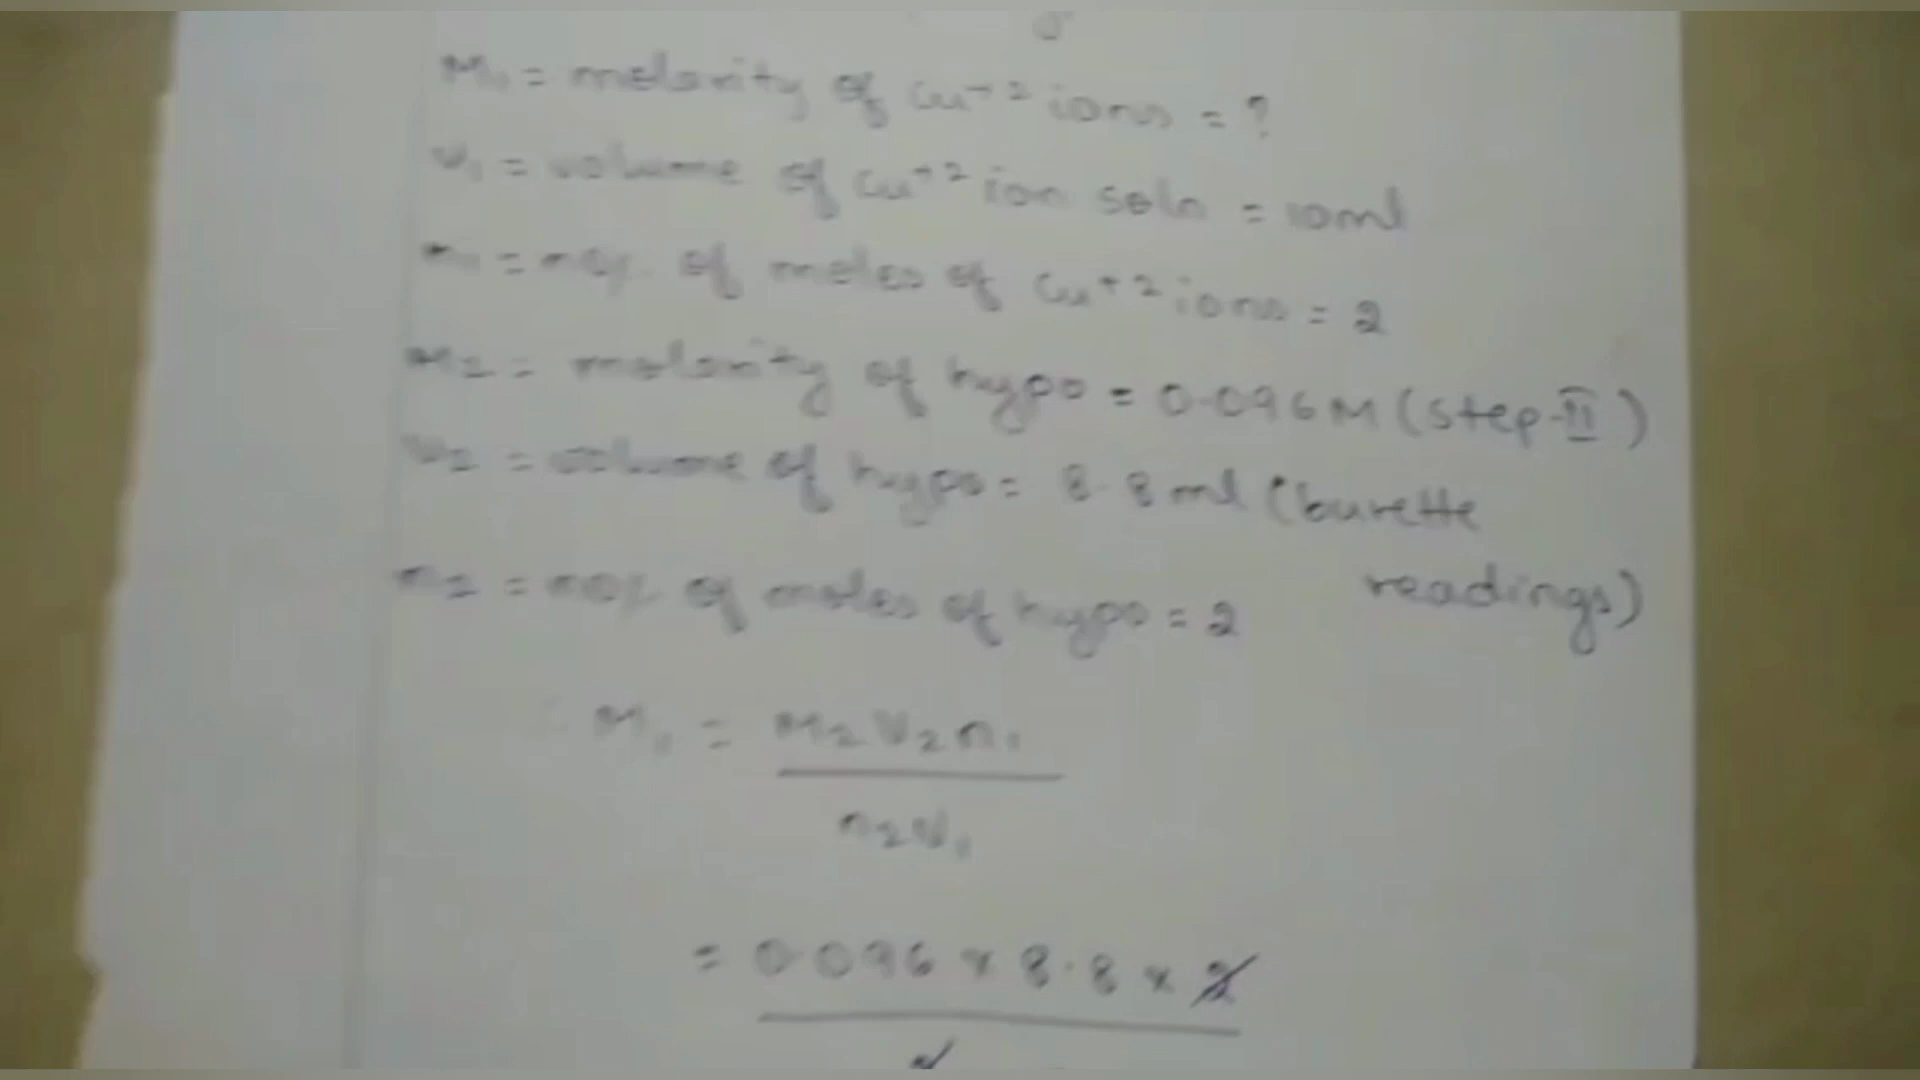 M₁ = molarity of Cu⁺² ions = ?
V₁ = volume of Cu⁺² ion soln = 10ml
n₁ = no/. of moles of Cu⁺² ions = 2
M₂ = molarity of hypo = 0.096 M (step-II)
V₂ = volume of hypo = 8.8 ml (burette
readings)
n₂ = no/. of moles of hypo = 2
M₁ = M₂V₂n₁
n₂V₁
= 0.096 x 8.8 x 2